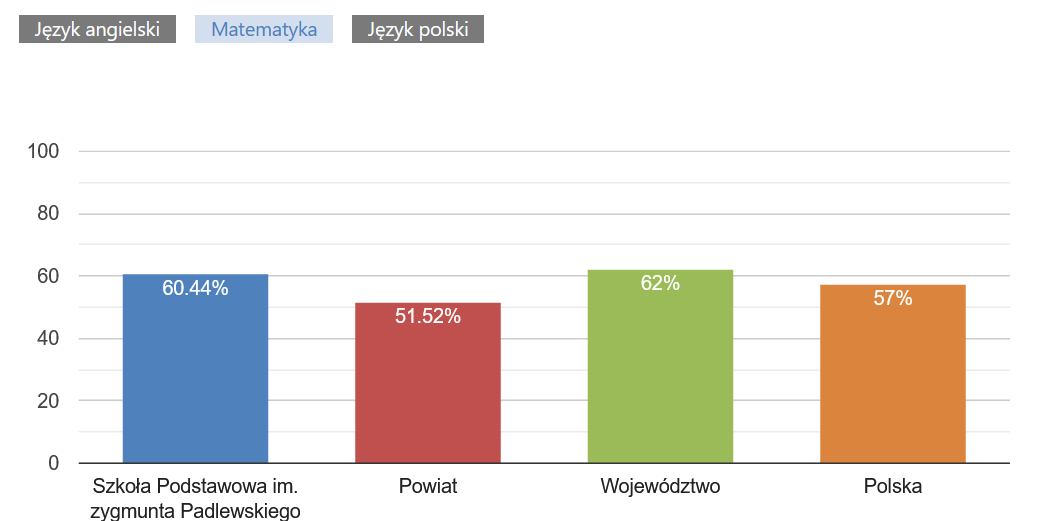 Język angielski Matematyka Język polski
100
80
60
40
20
0
60.44%
51.52%
62%
57%
Szkoła Podstawowa im.
zygmunta Padlewskiego
Powiat
Województwo
Polska